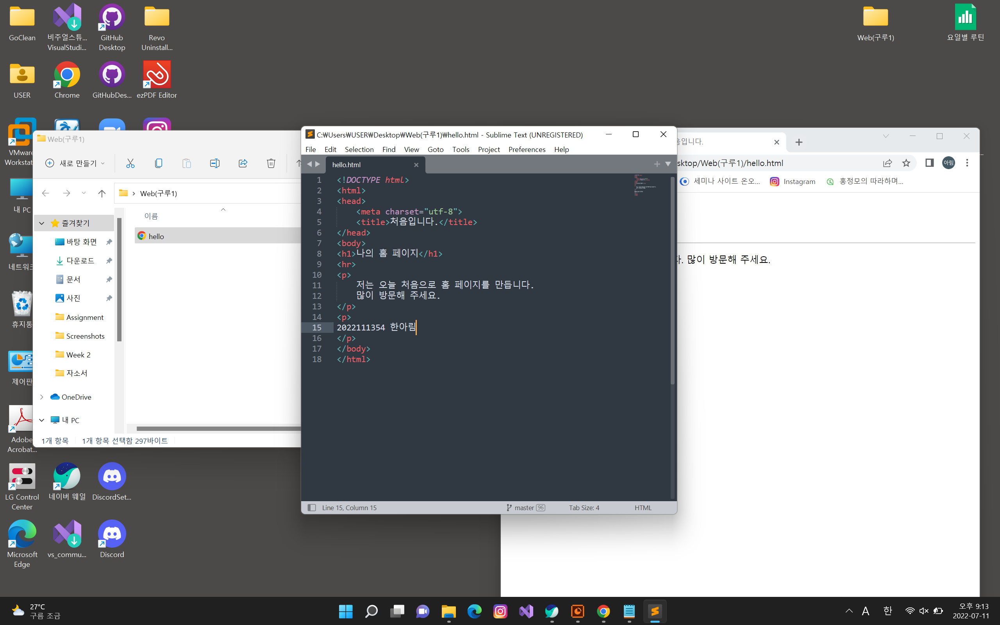 GoClean
비주얼스튜...
VisualStudi...
GitHub
Desktop
Revo
Uninstall...
Web(구루1)
요일별 루틴
USER
Chrome
GitHubDes...
ezPDF Editor
VMware
Workstat
내 PC
네트워크
휴지통
제어판
Adobe
Acrobat...
LG Control
Center
네이버 웨일
DiscordSet...
Microsoft
Edge
vs_commu...
Discord
Web(구루1)
새로 만들기
Web(구루1)
이름
즐겨찾기
hello
바탕 화면
다운로드
문서
사진
Assignment
Screenshots
Week 2
자소서
OneDrive
내 PC
1개 항목 1개 항목 선택함 297바이트
C:₩Users₩USER₩Desktop₩Web(구루1)₩hello.html - Sublime Text (UNREGISTERED)
File Edit Selection Find View Goto Tools Project Preferences Help
hello.html
1 <!DOCTYPE html>
2 <html>
3 <head>
4 <meta charset="utf-8">
5 <title>처음입니다.</title>
6 </head>
7 <body>
8 <h1>나의 홈 페이지</h1>
9 <hr>
10 <p>
11 저는 오늘 처음으로 홈 페이지를 만듭니다.
12 많이 방문해 주세요.
13 </p>
14 <p>
15 2022111354 한아림
16 </p>
17 </body>
18 </html>
Line 15, Column 15 master 96 Tab Size: 4 HTML
음입니다.
sktop/Web(구루1)/hello.html
아림
세미나 사이트 온오... Instagram 홍정모의 따라하며...
다. 많이 방문해 주세요.
27°C
구름 조금
A 한
오후 9:13
2022-07-11